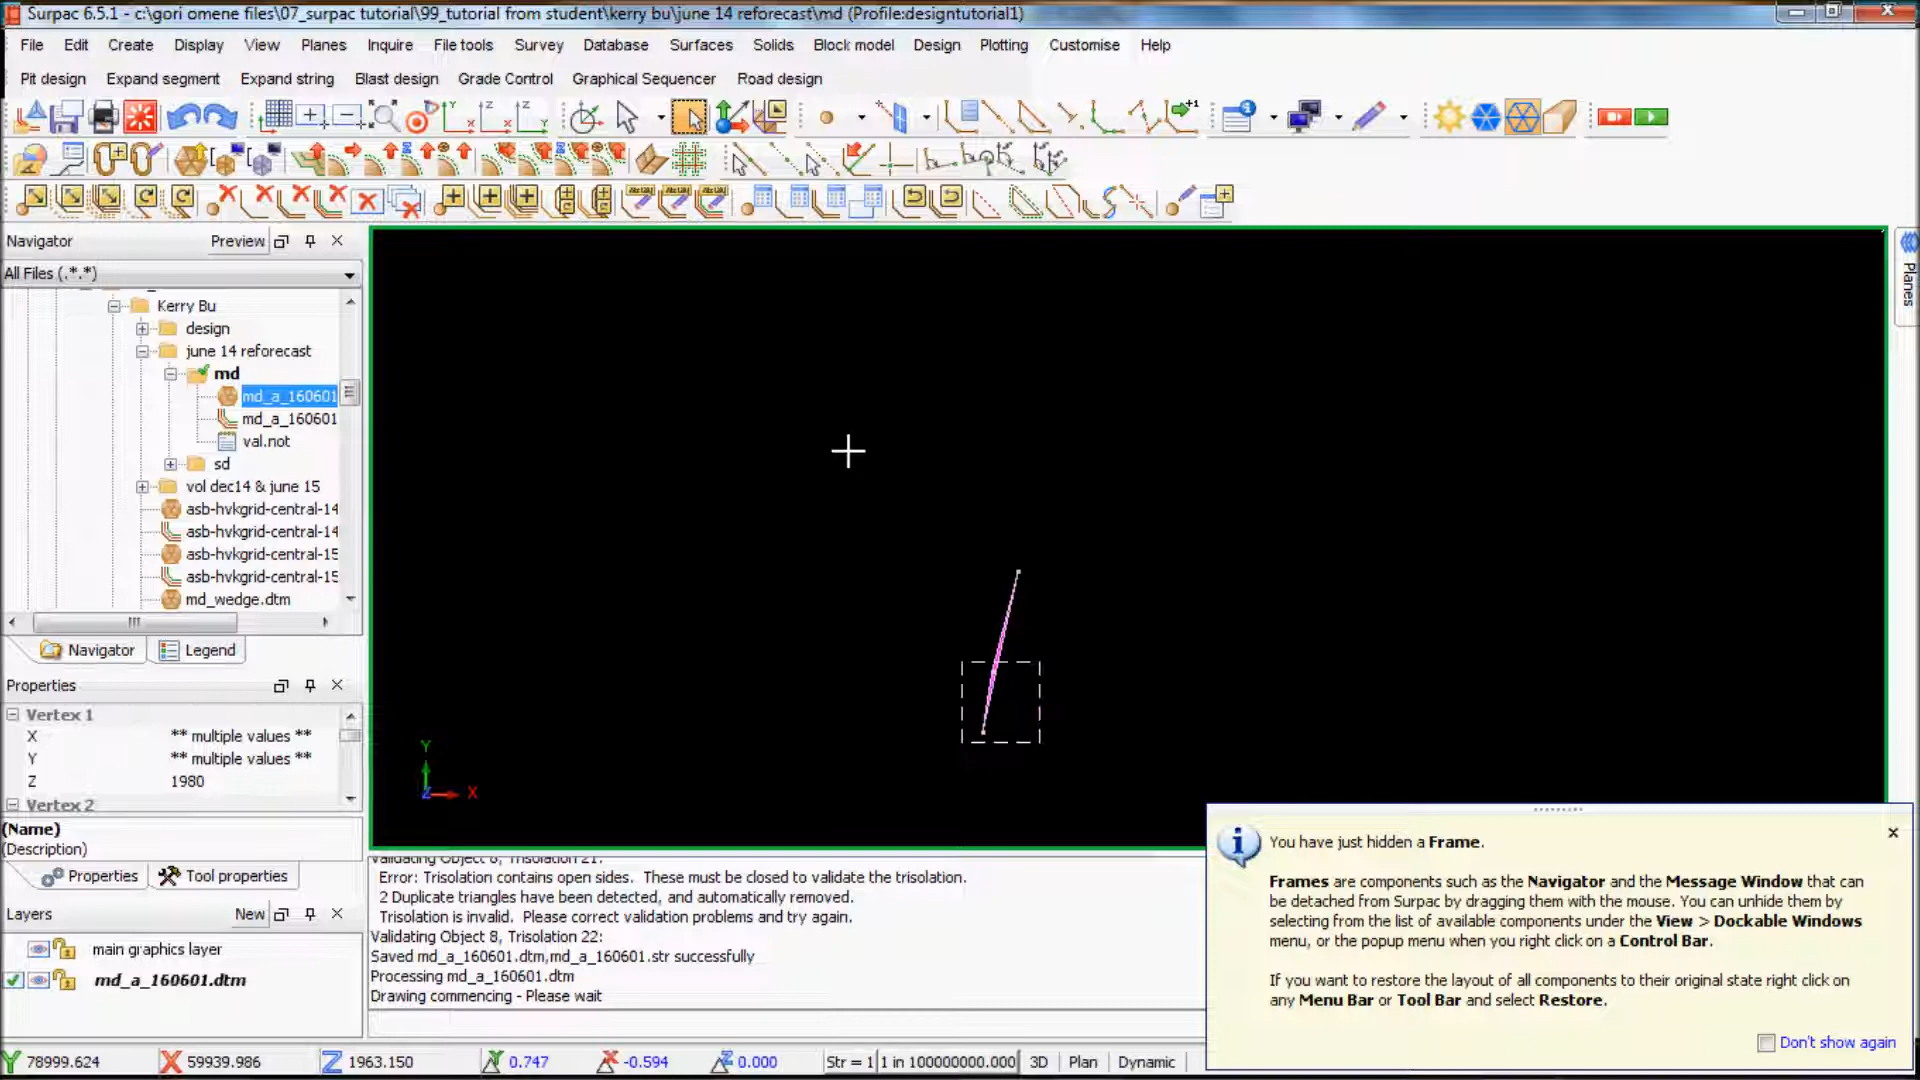 Surpac 6.5.1 - c:\gori omene files\07_surpac tutorial\99_tutorial from student\kerry bu\june 14 reforecast\md (Profile:designtutorial1)
File Edit Create Display View Planes Inquire File tools Survey Database Surfaces Solids Block model Design Plotting Customise Help
Pit design Expand segment Expand string Blast design Grade Control Graphical Sequencer Road design
Navigator Preview
All Files (.*.*)
Kerry Bu
design
june 14 reforecast
md
md_a_160601
md_a_160601
val.not
sd
vol dec14 & june 15
asb-hvkgrid-central-14
asb-hvkgrid-central-14
asb-hvkgrid-central-15
asb-hvkgrid-central-15
md_wedge.dtm
Navigator Legend
Properties
Vertex 1
X ** multiple values **
Y ** multiple values **
Z 1980
Vertex 2
(Name)
(Description)
Properties Tool properties
Layers New
main graphics layer
md_a_160601.dtm
Planes
Y
Z X
Validating Object 8, Trisolation 21:
Error: Trisolation contains open sides. These must be closed to validate the trisolation.
2 Duplicate triangles have been detected, and automatically removed.
Trisolation is invalid. Please correct validation problems and try again.
Validating Object 8, Trisolation 22:
Saved md_a_160601.dtm,md_a_160601.str successfully
Processing md_a_160601.dtm
Drawing commencing - Please wait
You have just hidden a Frame.
Frames are components such as the Navigator and the Message Window that can
be detached from Surpac by dragging them with the mouse. You can unhide them by
selecting from the list of available components under the View > Dockable Windows
menu, or the popup menu when you right click on a Control Bar.
If you want to restore the layout of all components to their original state right click on
any Menu Bar or Tool Bar and select Restore.
Don't show again
Y 78999.624 X 59939.986 Z 1963.150 0.747 -0.594 0.000 Str = 1 1 in 100000000.000 3D Plan Dynamic